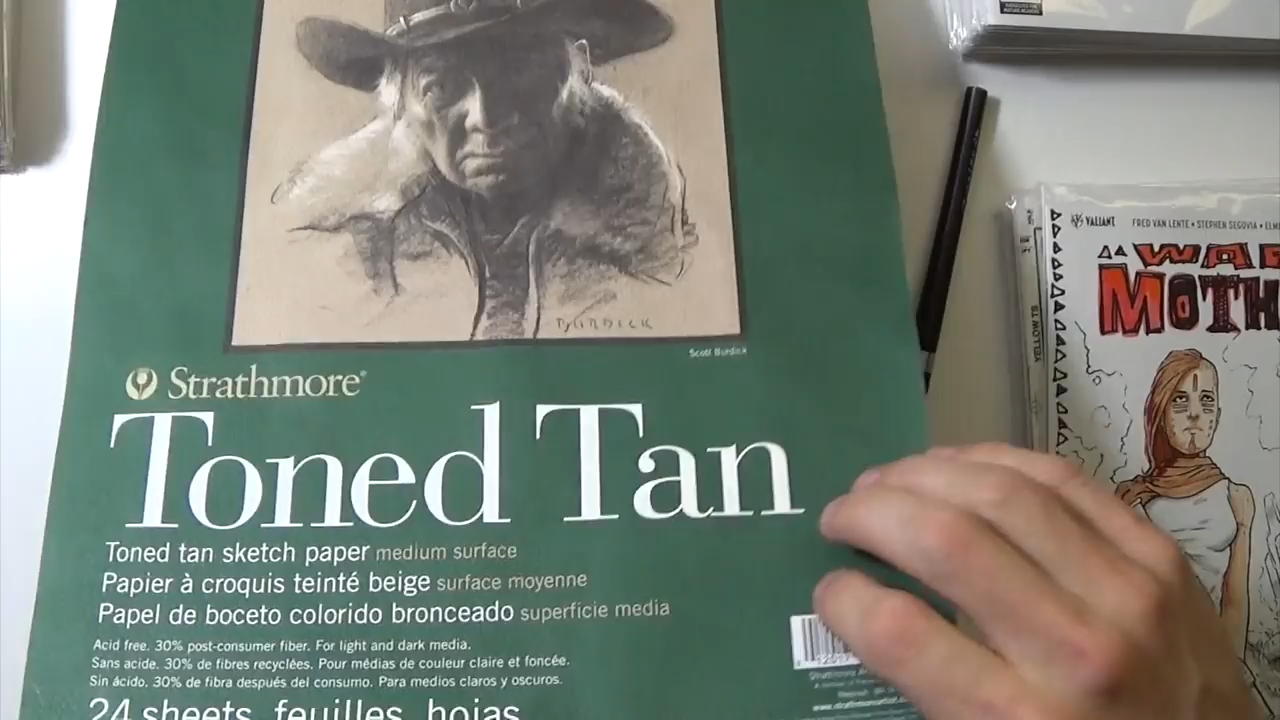 BURDICK
Scott Burdick
Strathmore®
Toned Tan
Toned tan sketch paper medium surface
Papier à croquis teinté beige surface moyenne
Papel de boceto colorido bronceado superficie media
Acid free. 30% post-consumer fiber. For light and dark media.
Sans acide. 30% de fibres recyclées. Pour médias de couleur claire et foncée.
Sin ácido. 30% de fibra después del consumo. Para medios claros y oscuros.
24 sheets, feuilles, hojas
VALIANT
FRED VAN LENTE • STEPHEN SEGOVIA •
WAR
MOTH